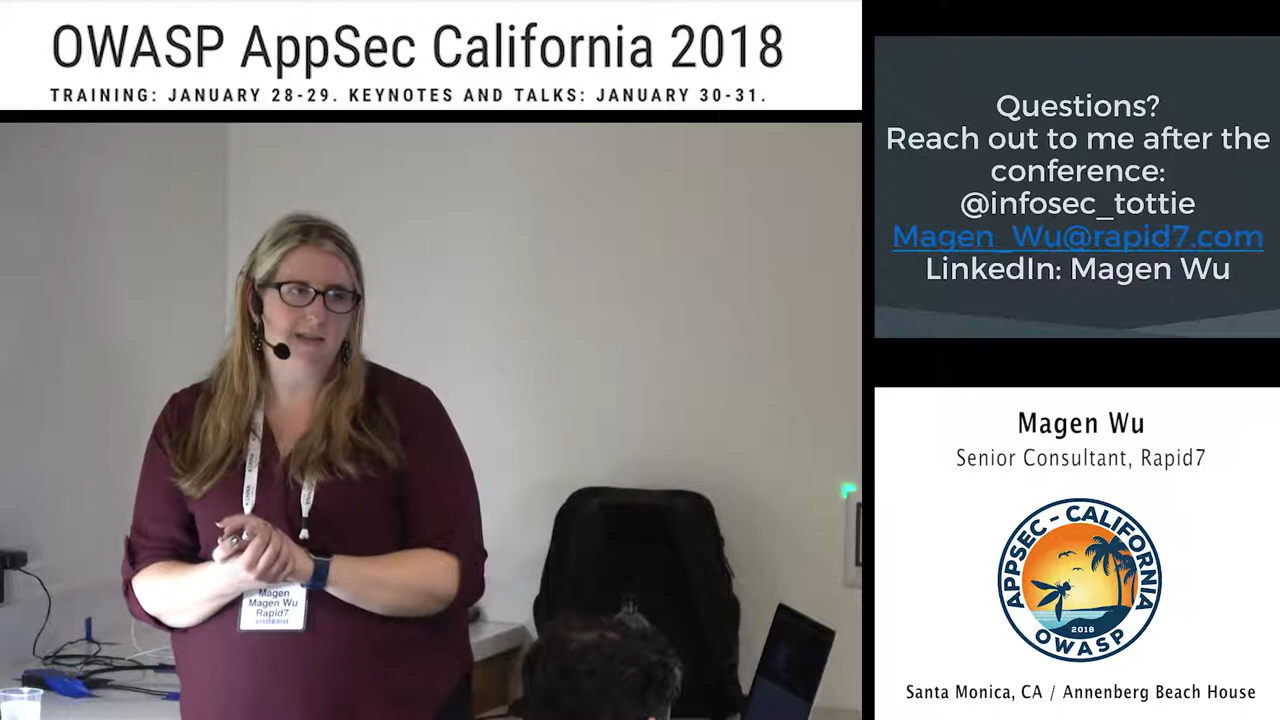 OWASP AppSec California 2018
TRAINING: JANUARY 28-29. KEYNOTES AND TALKS: JANUARY 30-31.
Questions?
Reach out to me after the
conference:
@infosec_tottie
Magen_Wu@rapid7.com
LinkedIn: Magen Wu
Magen Wu
Senior Consultant, Rapid7
APPSEC - CALIFORNIA
2018
OWASP
Santa Monica, CA / Annenberg Beach House
Magen
Magen Wu
Rapid7